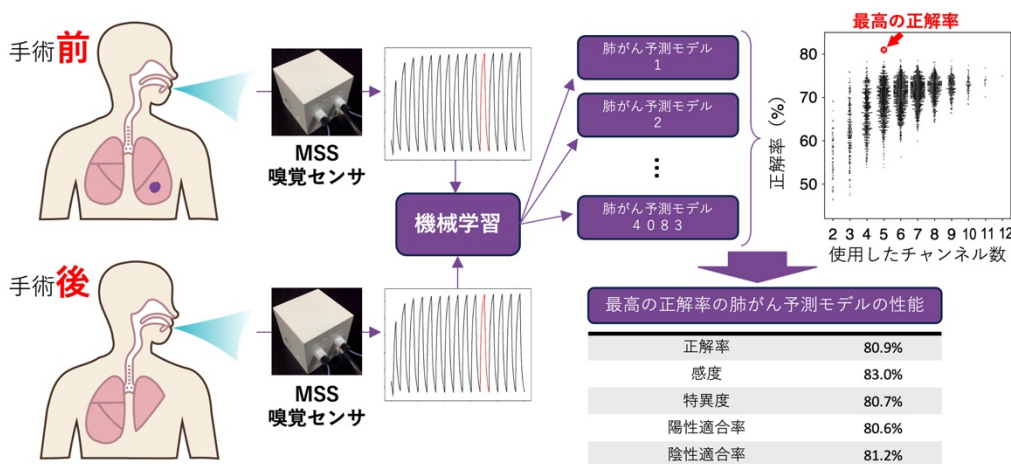 手術前
MSS
嗅覚センサ
機械学習
肺がん予測モデル
1
肺がん予測モデル
2
…
肺がん予測モデル
4083
最高の正解率
正解率（%）
80
70
60
50
2 3 4 5 6 7 8 9 10 11 12
使用したチャンネル数
手術後
MSS
嗅覚センサ
最高の正解率の肺がん予測モデルの性能
正解率 80.9%
感度 83.0%
特異度 80.7%
陽性適合率 80.6%
陰性適合率 81.2%